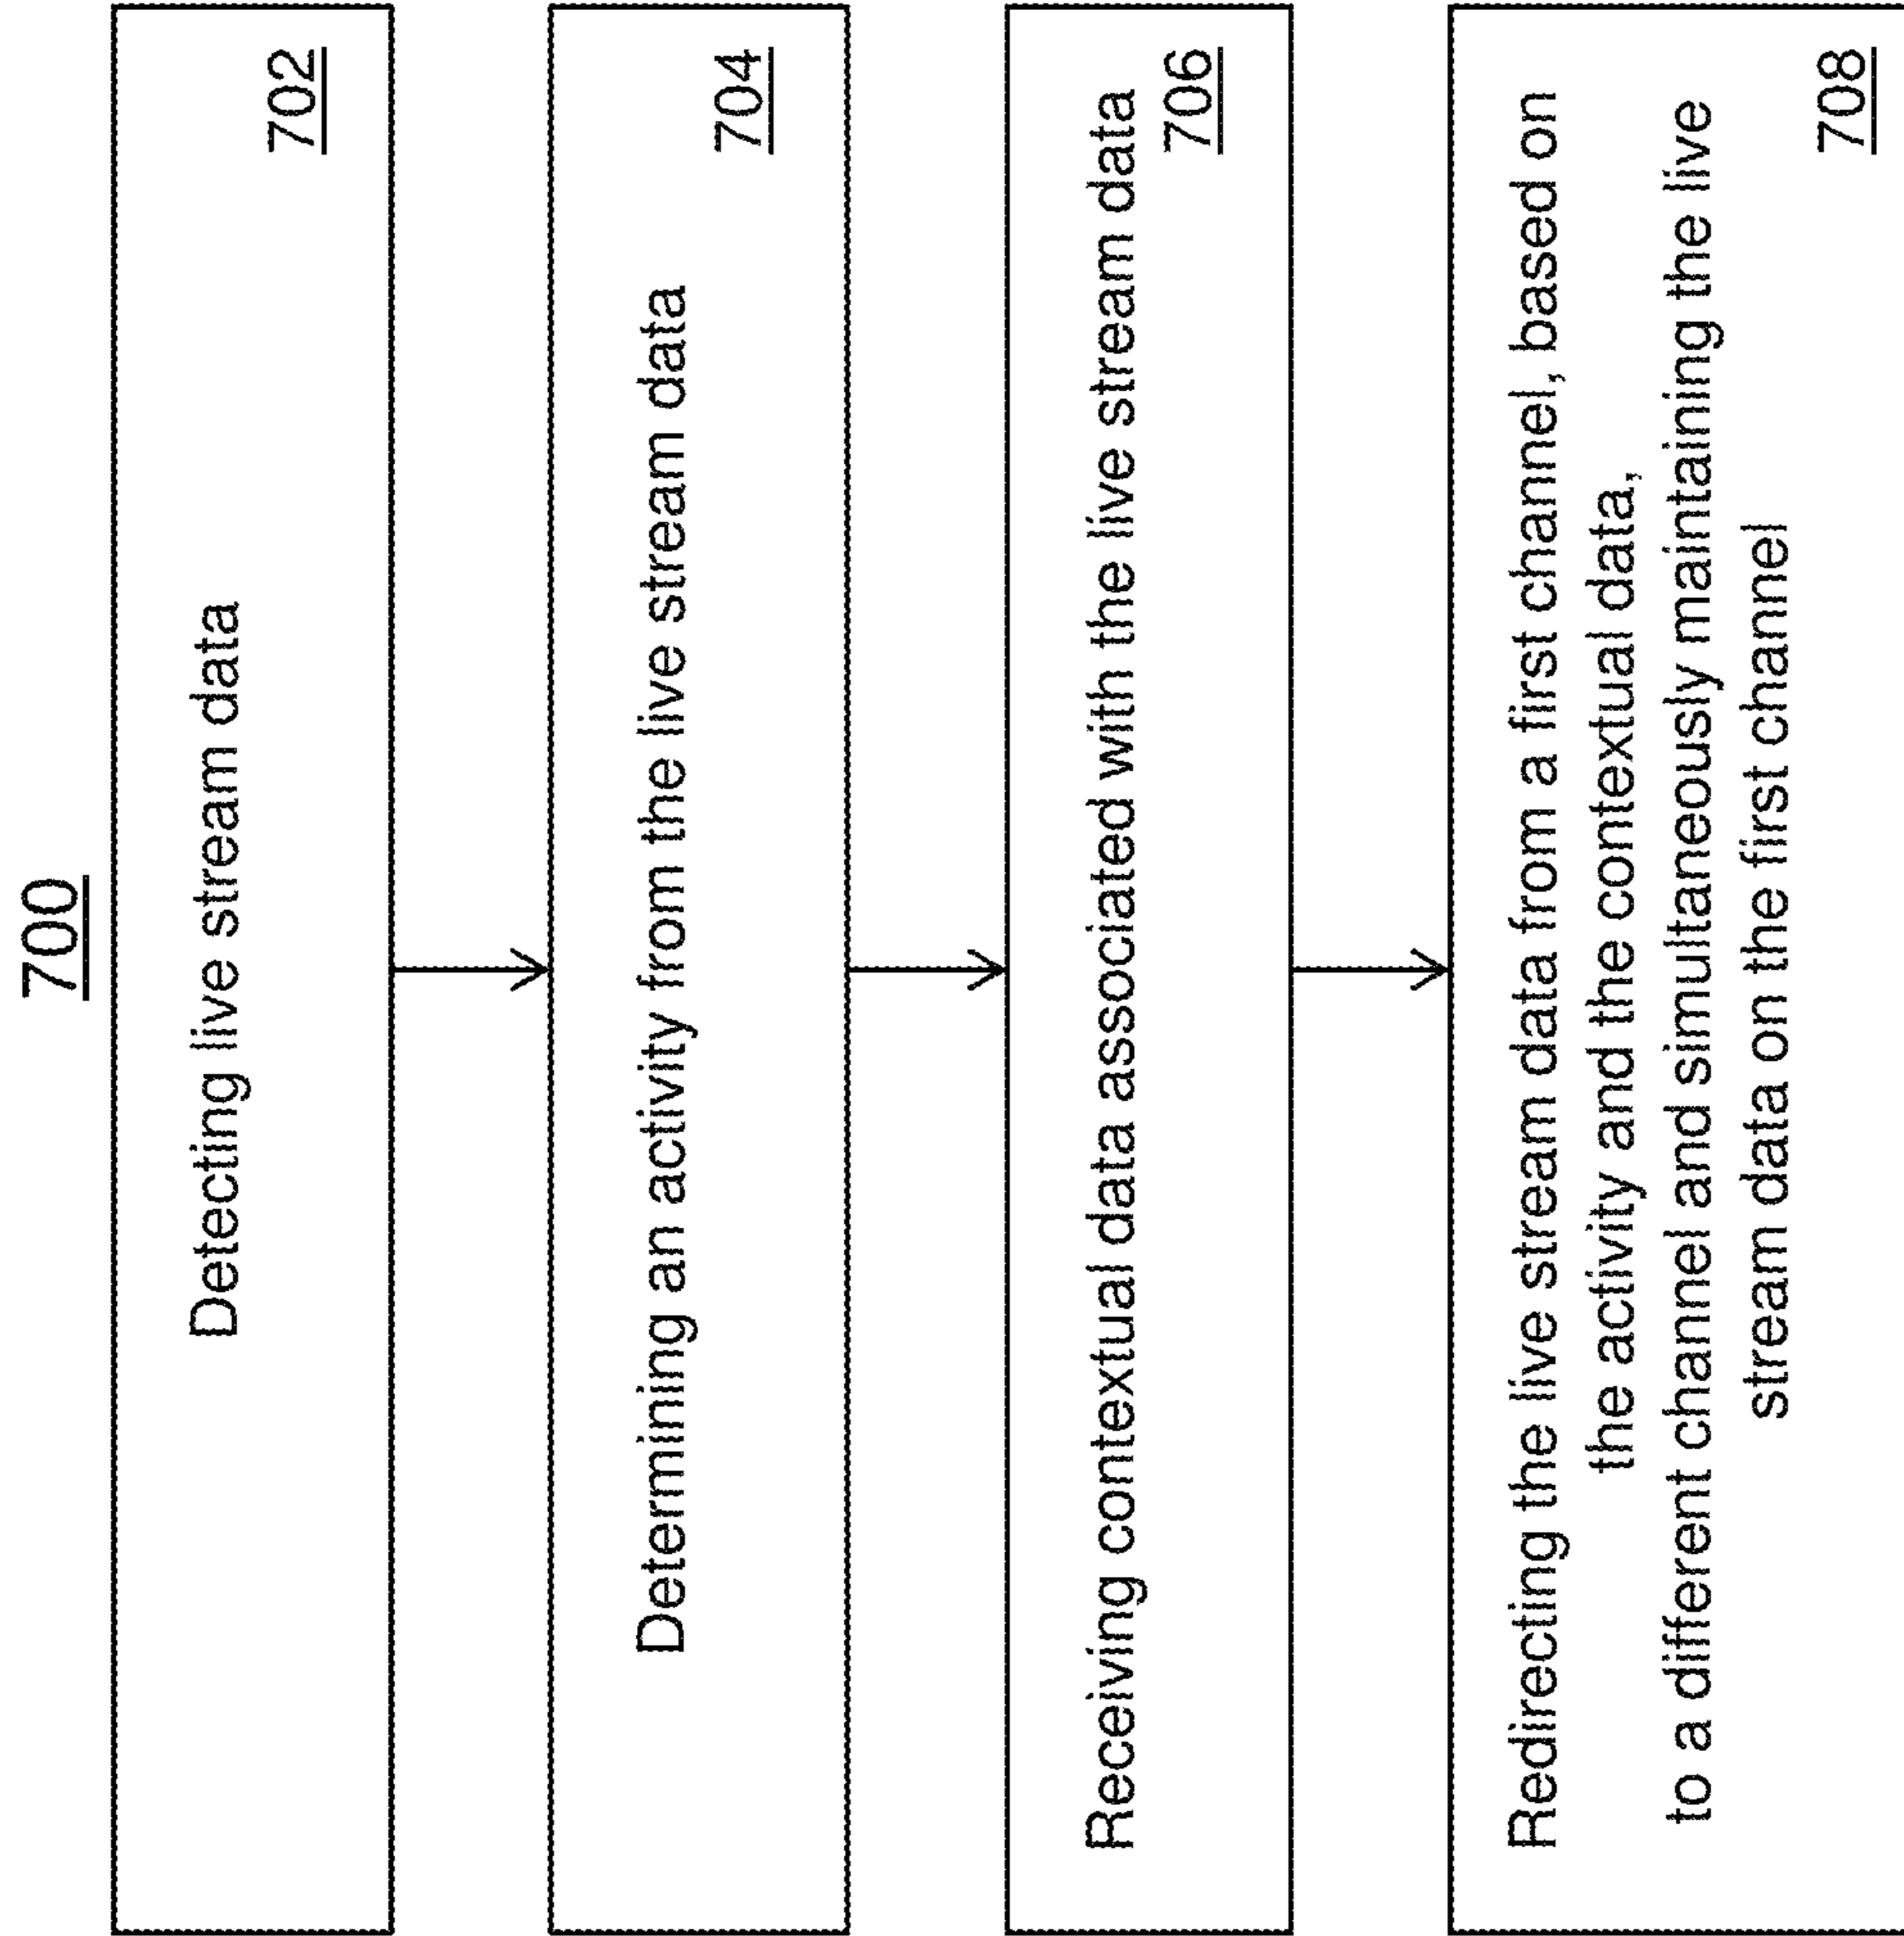 700
Detecting live stream data
702
Determining an activity from the live stream data
704
Receiving contextual data associated with the live stream data
706
Redirecting the live stream data from a first channel, based on
the activity and the contextual data,
to a different channel and simultaneously maintaining the live
stream data on the first channel
708